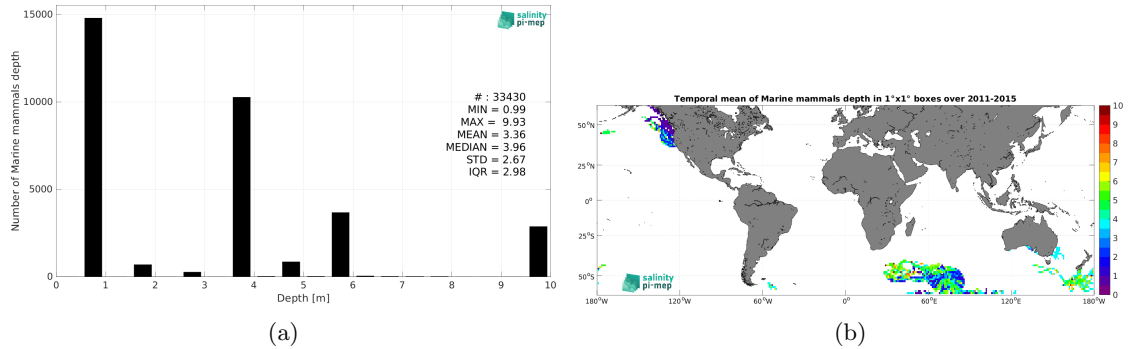 15000
10000
5000
0
Number of Marine mammals depth
salinity
pi-mep
# : 33430
MIN = 0.99
MAX = 9.93
MEAN = 3.36
MEDIAN = 3.96
STD = 2.67
IQR = 2.98
0 1 2 3 4 5 6 7 8 9 10
Depth [m]
(a)
Temporal mean of Marine mammals depth in 1°x1° boxes over 2011-2015
50°N
25°N
0°
25°S
50°S
180°W 120°W 60°W 0° 60°E 120°E 180°W
10
9
8
7
6
5
4
3
2
1
0
salinity
pi-mep
(b)